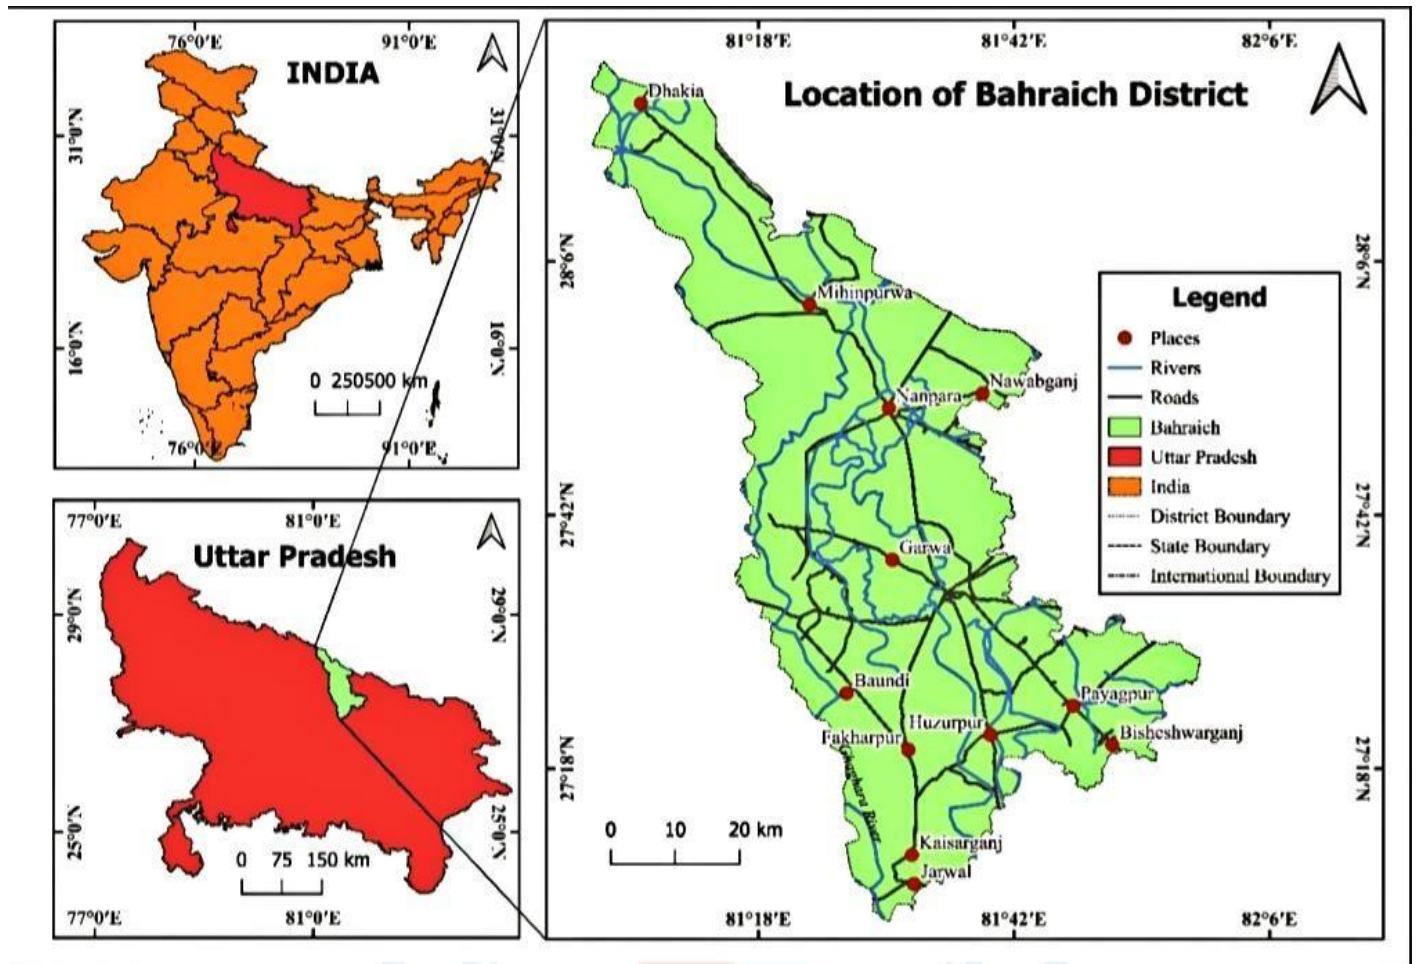 76°0′E
91°0′E
INDIA
31°0′N
31°0′N
16°0′N
16°0′N
0 250500 km
76°0′E
91°0′E
77°0′E
81°0′E
Uttar Pradesh
29°0′N
29°0′N
25°0′N
25°0′N
0 75 150 km
77°0′E
81°0′E
81°18′E
81°42′E
82°6′E
Location of Bahraich District
Dhakia
28°6′N
28°6′N
Mihinpurwa
Nanpara
Nawabganj
27°42′N
27°42′N
Garwa
Baundi
Payagpur
Huzurpur
Fakharpur
Bisheshwarganj
27°18′N
27°18′N
Ghaghara River
Kaisarganj
Jarwal
0 10 20 km
81°18′E
81°42′E
82°6′E
Legend
Places
Rivers
Roads
Bahraich
Uttar Pradesh
India
District Boundary
State Boundary
International Boundary